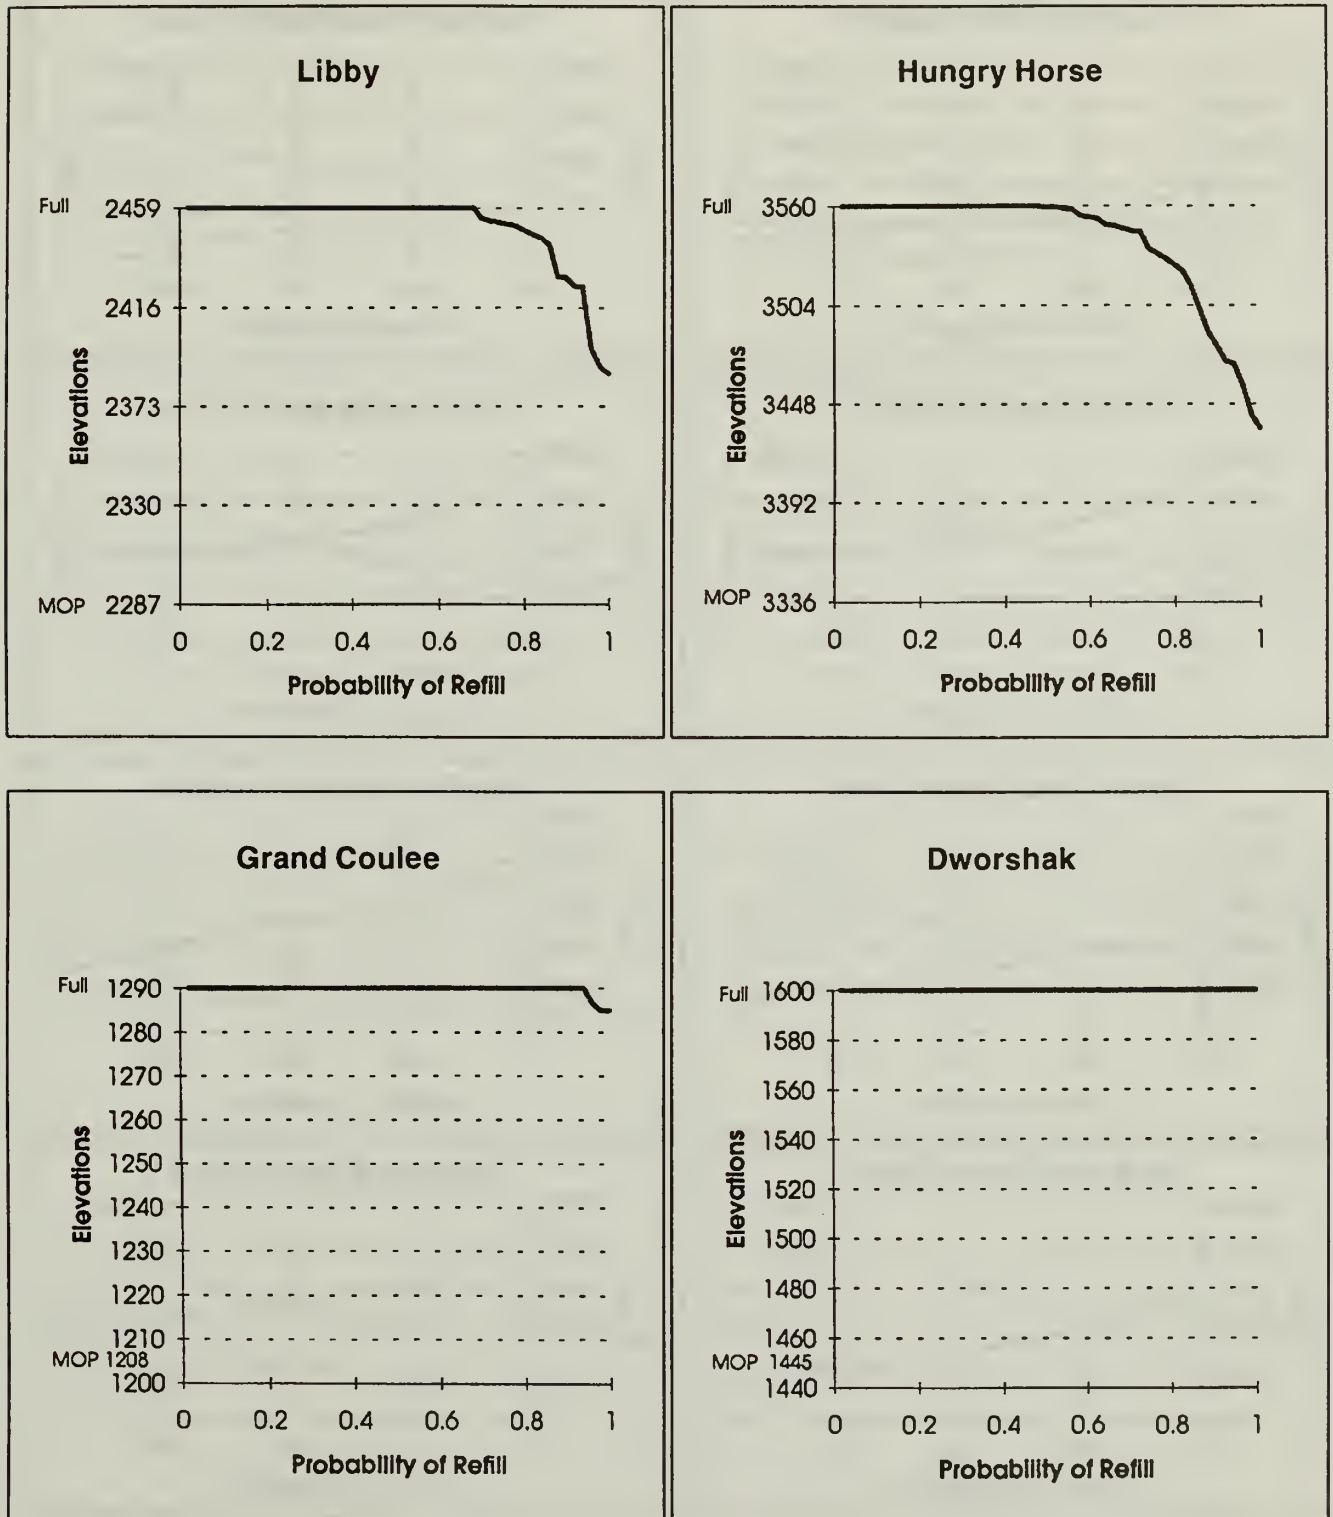 Libby
Full 2459
2416
2373
2330
MOP 2287
Elevations
0 0.2 0.4 0.6 0.8 1
Probability of Refill
Hungry Horse
Full 3560
3504
3448
3392
MOP 3336
Elevations
0 0.2 0.4 0.6 0.8 1
Probability of Refill
Grand Coulee
Full 1290
1280
1270
1260
1250
1240
1230
1220
1210
MOP 1208
1200
Elevations
0 0.2 0.4 0.6 0.8 1
Probability of Refill
Dworshak
Full 1600
1580
1560
1540
1520
1500
1480
1460
MOP 1445
1440
Elevations
0 0.2 0.4 0.6 0.8 1
Probability of Refill